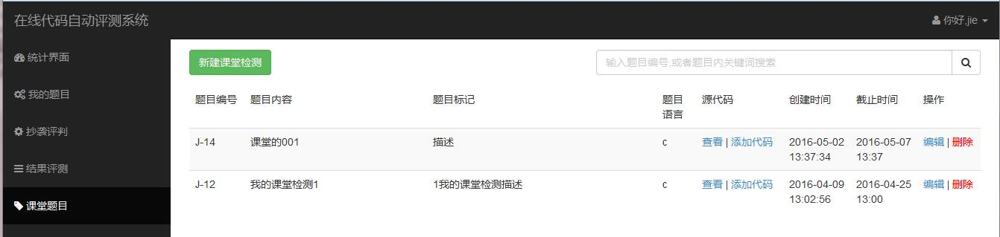 在线代码自动评测系统
你好,jie
统计界面
我的题目
抄袭评判
结果评测
课堂题目
新建课堂检测
输入题目编号,或者题目内关键词搜索
题目编号 题目内容 题目标记 题目语言 源代码 创建时间 截止时间 操作
J-14 课堂的001 描述 c 查看 | 添加代码 2016-05-02 13:37:34 2016-05-07 13:37 编辑 | 删除
J-12 我的课堂检测1 1我的课堂检测描述 c 查看 | 添加代码 2016-04-09 13:02:56 2016-04-25 13:00 编辑 | 删除